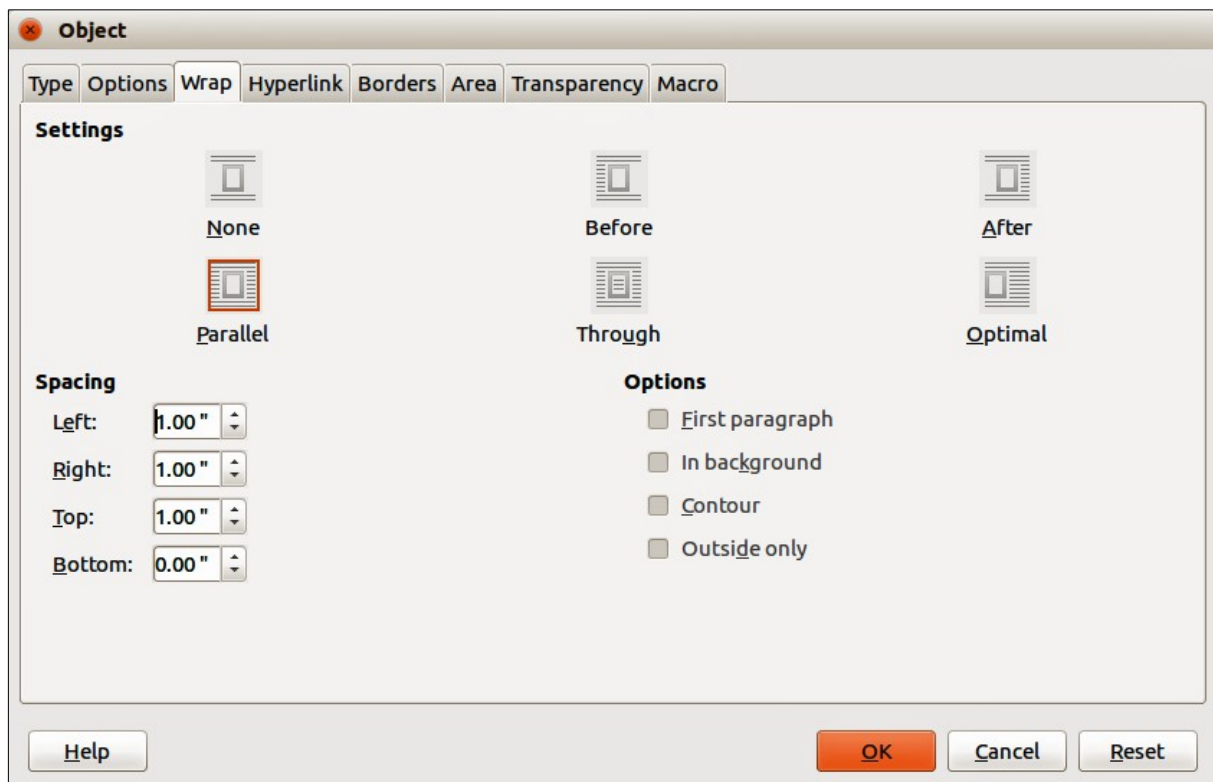 Object
Type Options Wrap Hyperlink Borders Area Transparency Macro
Settings
None Before After
Parallel Through Optimal
Spacing Options
Left: 1.00 " First paragraph
Right: 1.00 " In background
Top: 1.00 " Contour
Bottom: 0.00 " Outside only
Help OK Cancel Reset